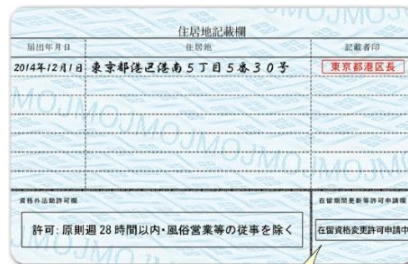 住居地記載欄
届出年月日 住居地 記載者印
2014年12月1日 東京都港区港南5丁目5番30号 東京都港区長
資格外活動許可欄 在留期間更新等許可申請欄
許可:原則週28時間以内・風俗営業等の従事を除く 在留資格変更許可申請中
MOJMOJMOJMOJ